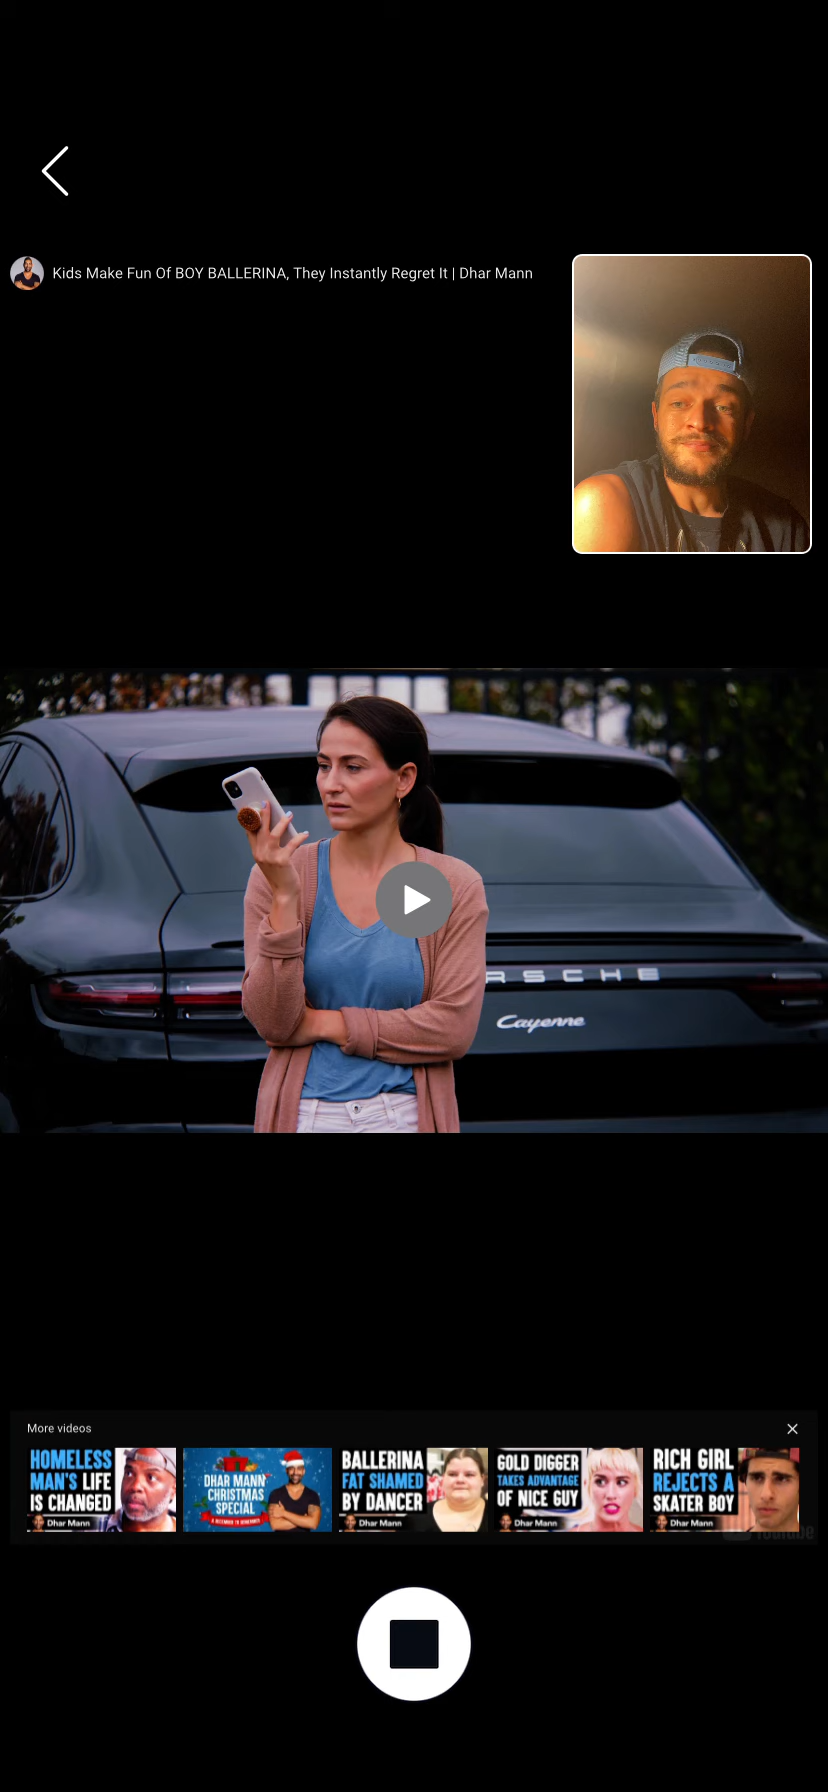 Kids Make Fun Of BOY BALLERINA, They Instantly Regret It | Dhar Mann
RSCHE
Cayenne
More videos
HOMELESS
MAN'S LIFE
IS CHANGED
Dhar Mann
DHAR MANN
CHRISTMAS
SPECIAL
BALLERINA
FAT SHAMED
BY DANCER
Dhar Mann
GOLD DIGGER
TAKES ADVANTAGE
OF NICE GUY
Dhar Mann
RICH GIRL
REJECTS A
SKATER BOY
Dhar Mann
YouTube